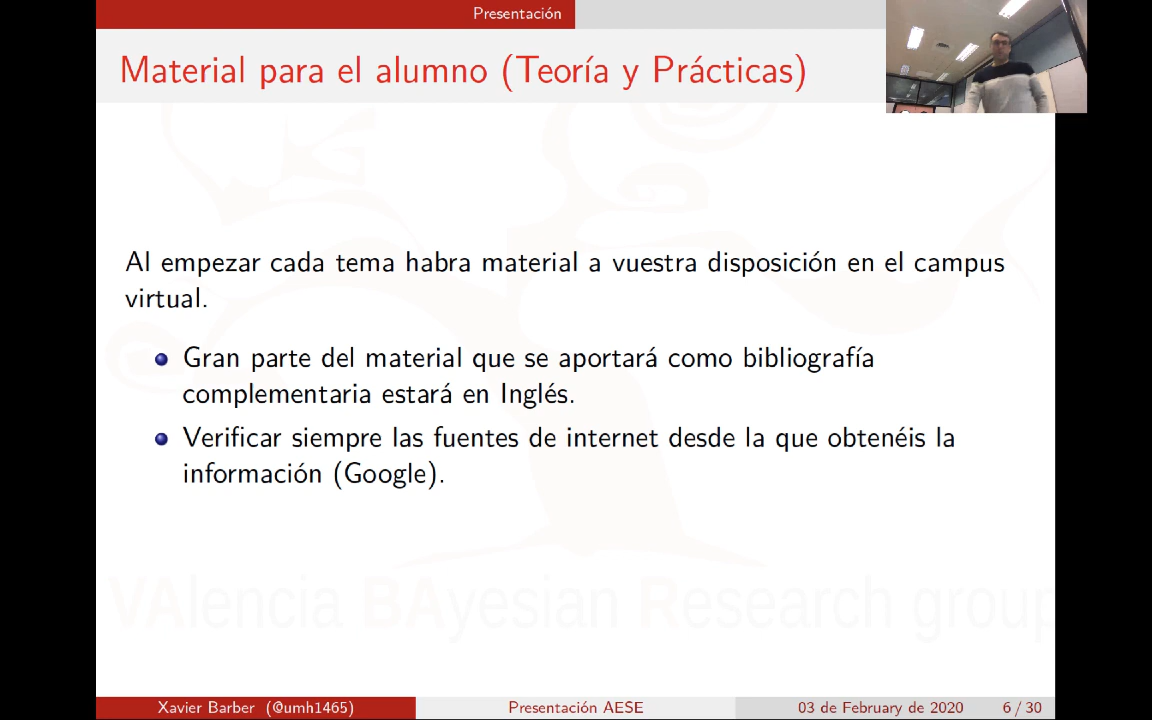 Presentación
Material para el alumno (Teoría y Prácticas)
Al empezar cada tema habra material a vuestra disposición en el campus
virtual.
Gran parte del material que se aportará como bibliografía
complementaria estará en Inglés.
Verificar siempre las fuentes de internet desde la que obtenéis la
información (Google).
VAlencia BAyesian Research group
Xavier Barber (@umh1465)
Presentación AESE
03 de February de 2020
6 / 30